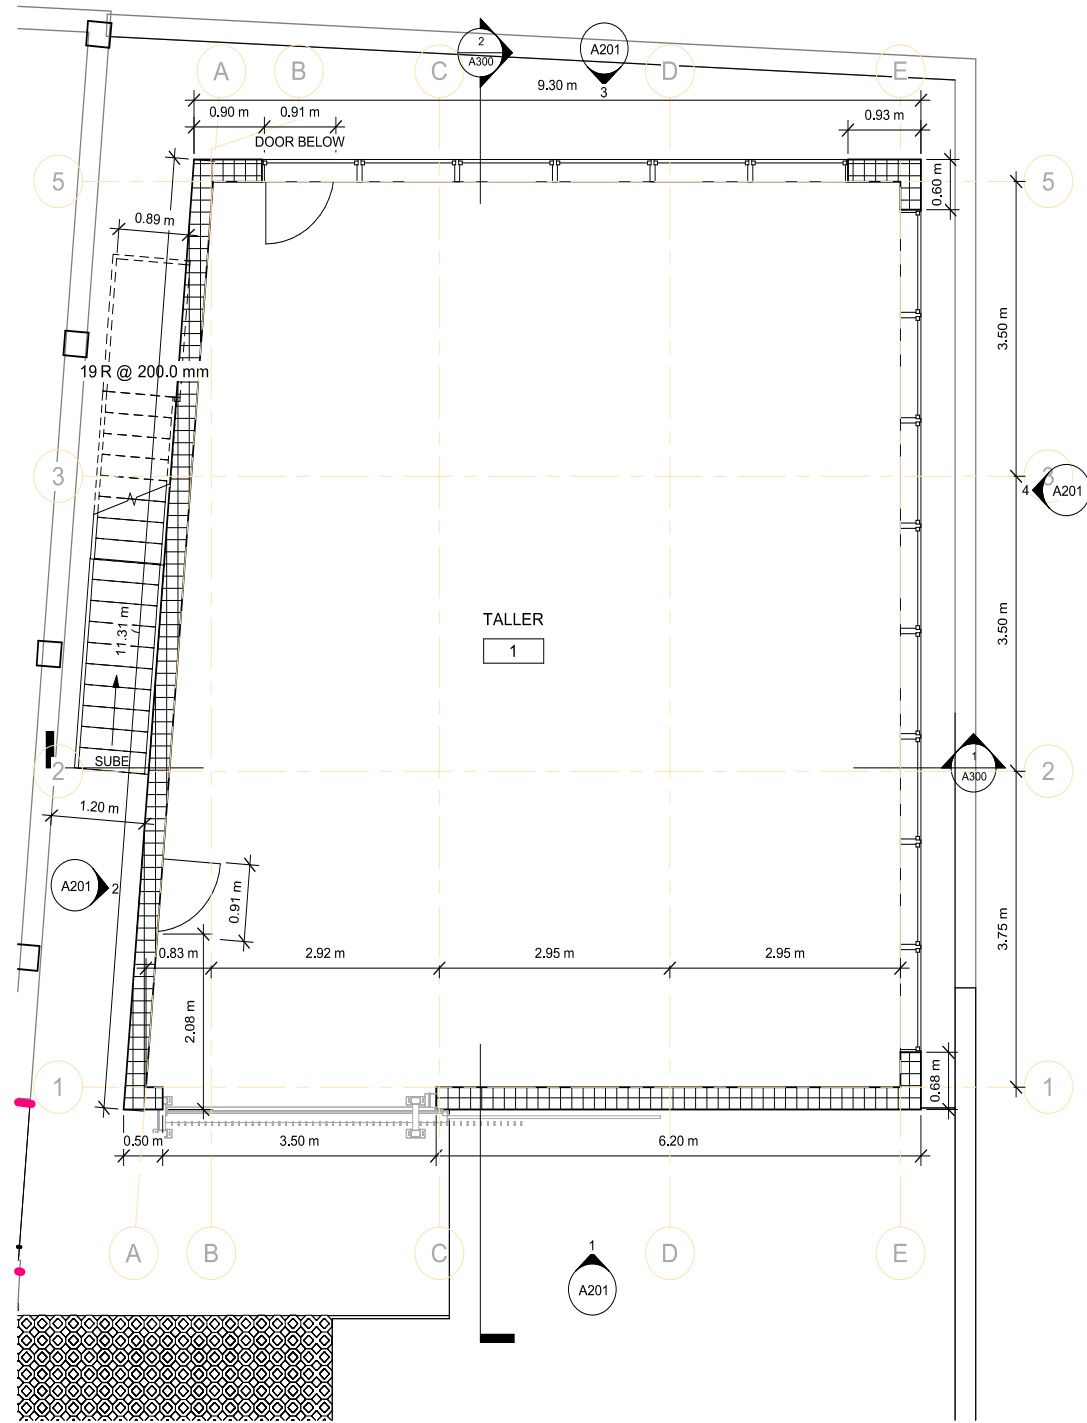 2
A300
A201
3
A
B
C
D
E
9.30 m
0.90 m
0.91 m
0.93 m
DOOR BELOW
5
5
0.60 m
0.89 m
3.50 m
19 R @ 200.0 mm
3
3
4
A201
11.31 m
TALLER
1
3.50 m
SUBE
2
1
A300
2
1.20 m
A201
2
0.91 m
0.83 m
2.92 m
2.95 m
2.95 m
3.75 m
2.08 m
1
0.68 m
1
0.50 m
3.50 m
6.20 m
A
B
C
D
E
1
A201